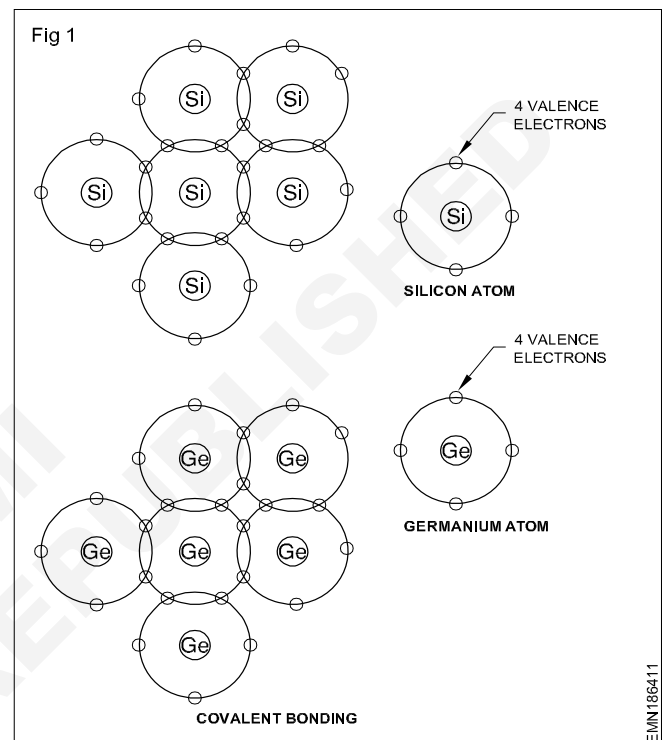 Fig 1
Si Si
4 VALENCE
ELECTRONS
Si Si Si
Si
SILICON ATOM
Si
4 VALENCE
ELECTRONS
Ge Ge
Ge
GERMANIUM ATOM
Ge Ge Ge
Ge
COVALENT BONDING
EMN186411
REPUBLISHED